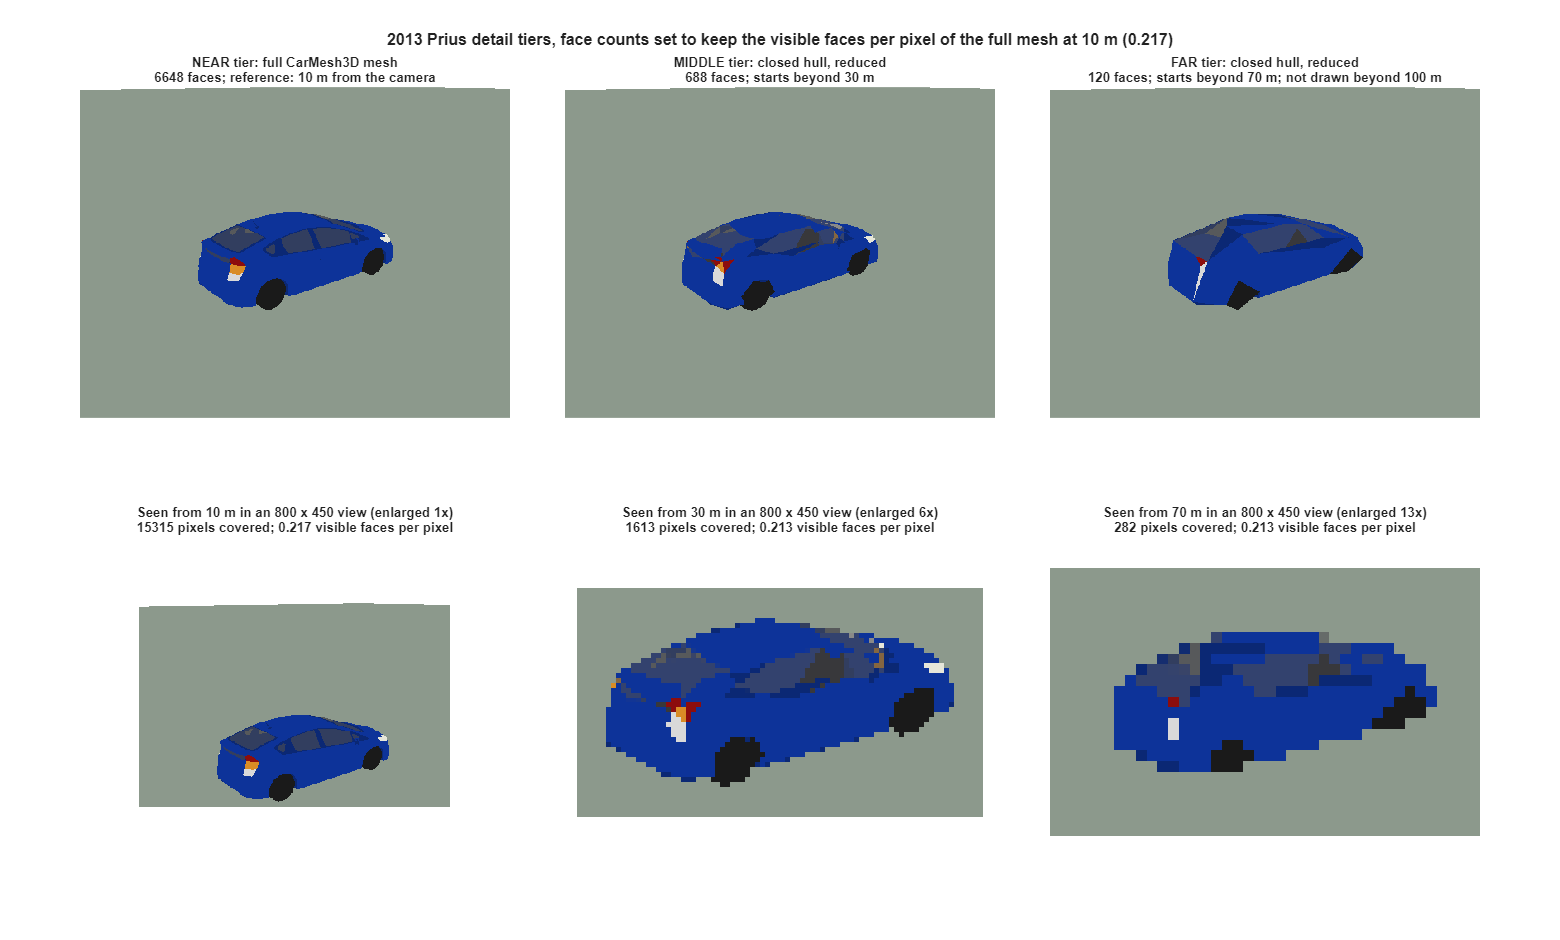 2013 Prius detail tiers, face counts set to keep the visible faces per pixel of the full mesh at 10 m (0.217)
NEAR tier: full CarMesh3D mesh
6648 faces; reference: 10 m from the camera
MIDDLE tier: closed hull, reduced
688 faces; starts beyond 30 m
FAR tier: closed hull, reduced
120 faces; starts beyond 70 m; not drawn beyond 100 m
Seen from 10 m in an 800 x 450 view (enlarged 1x)
15315 pixels covered; 0.217 visible faces per pixel
Seen from 30 m in an 800 x 450 view (enlarged 6x)
1613 pixels covered; 0.213 visible faces per pixel
Seen from 70 m in an 800 x 450 view (enlarged 13x)
282 pixels covered; 0.213 visible faces per pixel